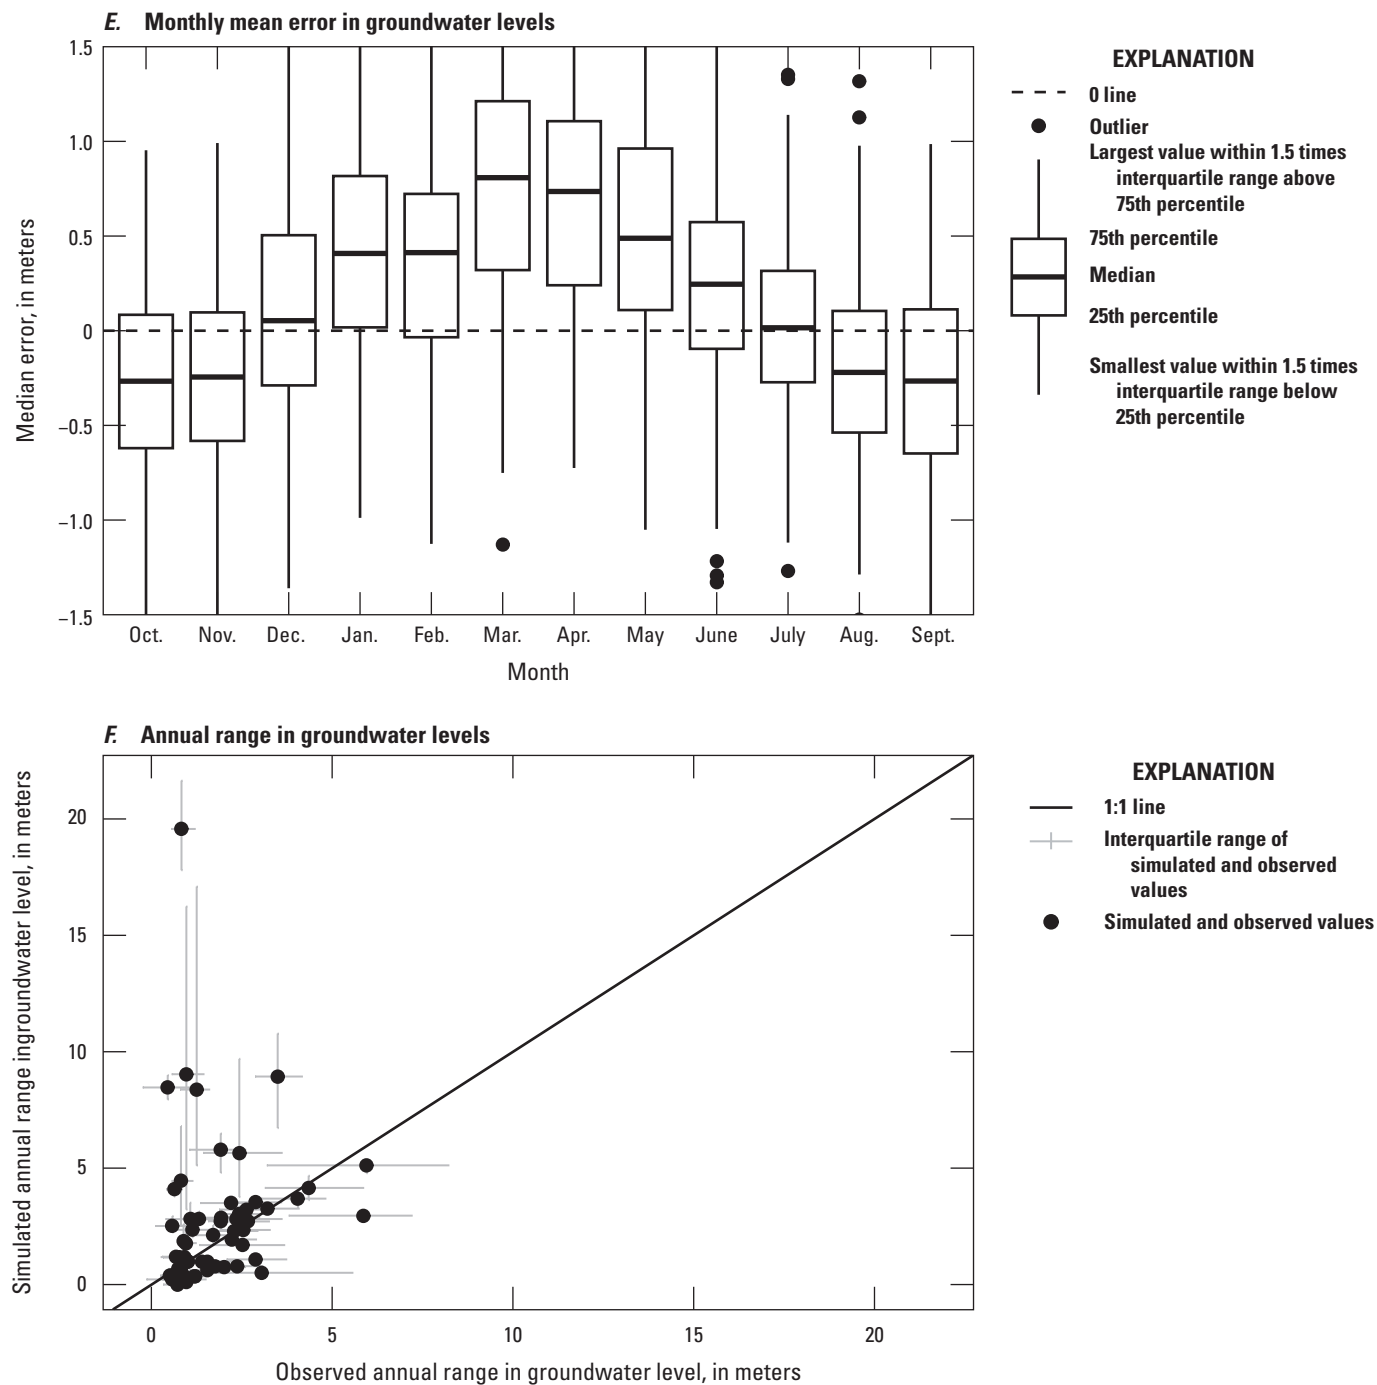 E. Monthly mean error in groundwater levels
1.5
1.0
0.5
0
–0.5
–1.0
–1.5
Median error, in meters
Oct. Nov. Dec. Jan. Feb. Mar. Apr. May June July Aug. Sept.
Month
EXPLANATION
0 line
Outlier
Largest value within 1.5 times
interquartile range above
75th percentile
75th percentile
Median
25th percentile
Smallest value within 1.5 times
interquartile range below
25th percentile
F. Annual range in groundwater levels
20
15
10
5
0
Simulated annual range ingroundwater level, in meters
0 5 10 15 20
Observed annual range in groundwater level, in meters
EXPLANATION
1:1 line
Interquartile range of
simulated and observed
values
Simulated and observed values